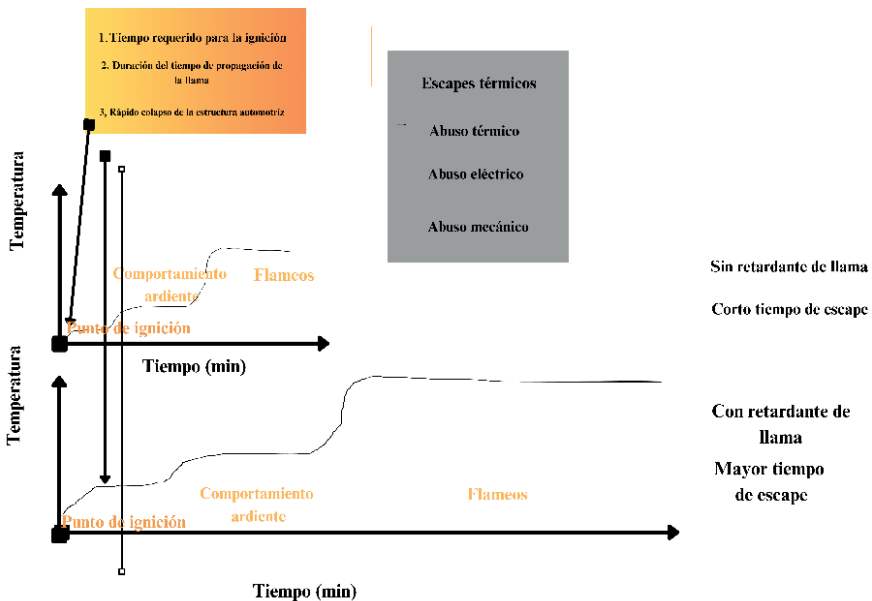 1. Tiempo requerido para la ignición
2. Duración del tiempo de propagación de
la llama
3, Rápido colapso de la estructura automotriz
Escapes térmicos
Abuso térmico
Abuso eléctrico
Abuso mecánico
Temperatura
Comportamiento
ardiente
Flameos
Punto de ignición
Tiempo (min)
Sin retardante de llama
Corto tiempo de escape
Temperatura
Comportamiento
ardiente
Flameos
Punto de ignición
Tiempo (min)
Con retardante de
llama
Mayor tiempo
de escape